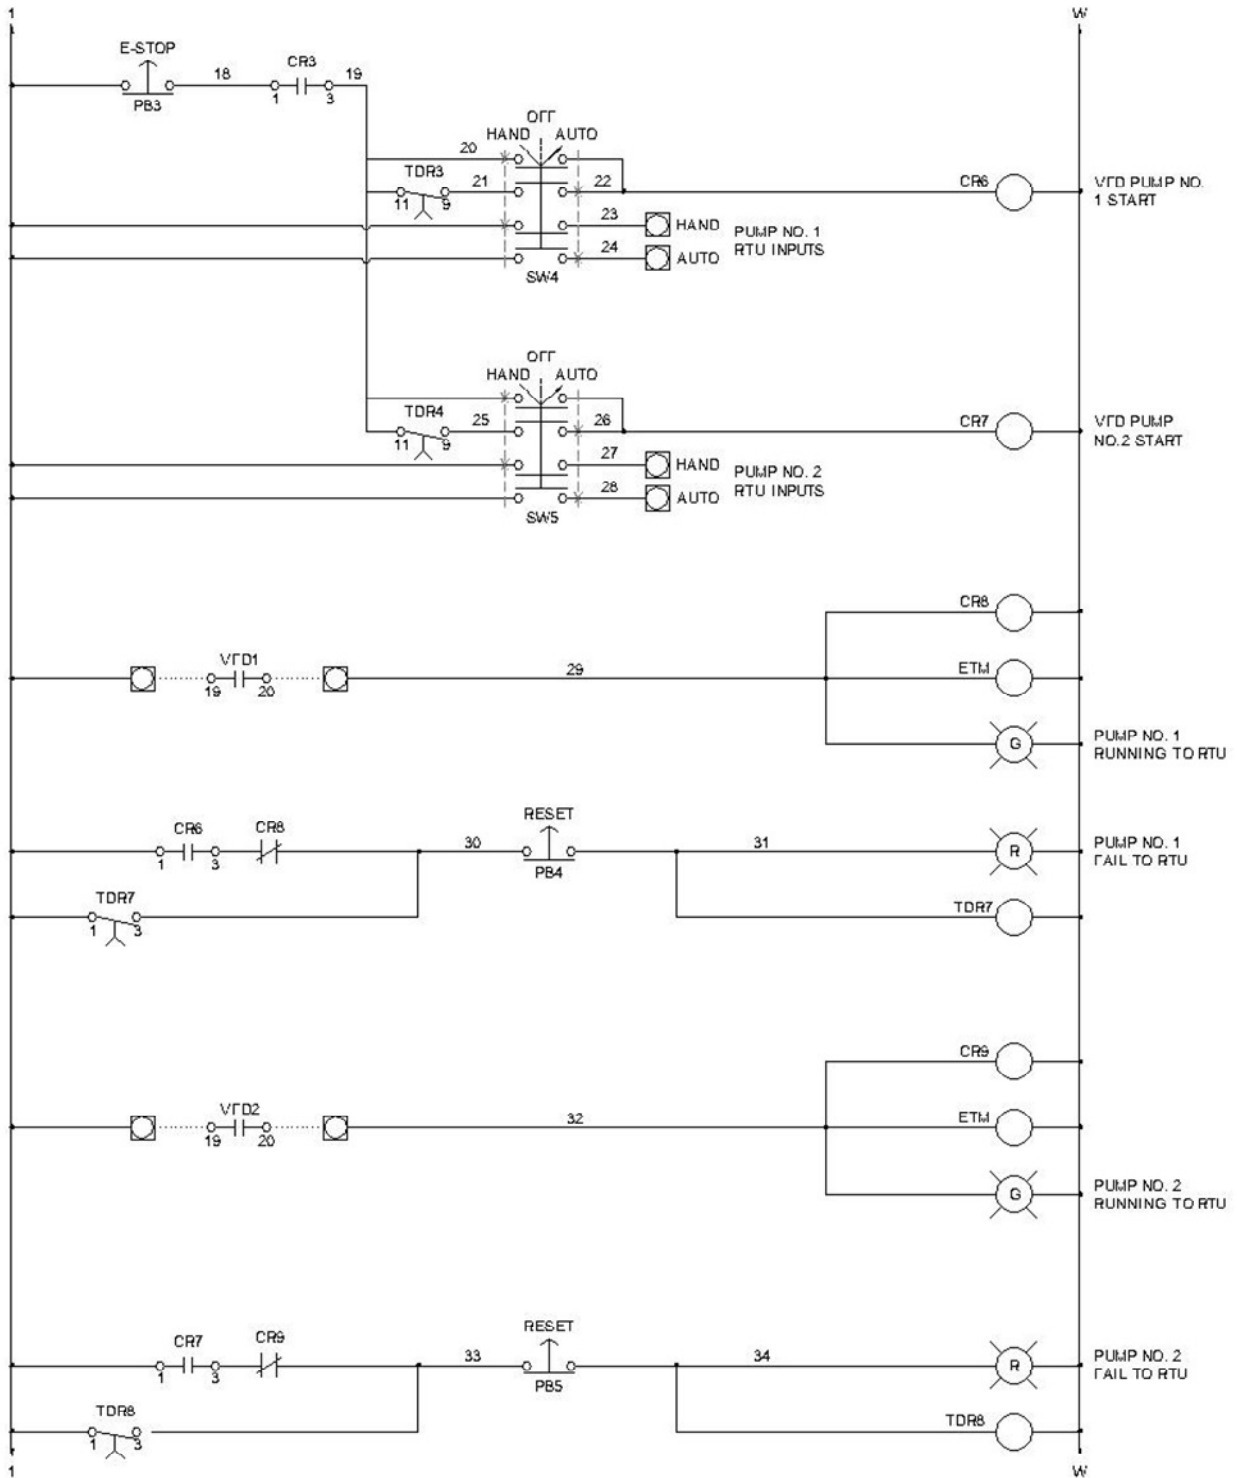 1 W
E-STOP
18 CR3 19
PB3 1 3
OFF
HAND AUTO
20
TDR3 21 22 CR6 VFD PUMP NO.
1 START
11 9
23 HAND PUMP NO. 1
RTU INPUTS
24 AUTO
SW4
OFF
HAND AUTO
TDR4 25 26 CR7 VFD PUMP
NO.2 START
11 9
27 HAND PUMP NO. 2
RTU INPUTS
28 AUTO
SW5
CR8
VFD1 29 ETM
19 20
G PUMP NO. 1
RUNNING TO RTU
RESET
CR6 CR8 30 31 R PUMP NO. 1
FAIL TO RTU
1 3 PB4
TDR7 TDR7
1 3
CR9
VFD2 32 ETM
19 20
G PUMP NO. 2
RUNNING TO RTU
RESET
CR7 CR9 33 34 R PUMP NO. 2
FAIL TO RTU
1 3 PB5
TDR8 TDR8
1 3
1 W